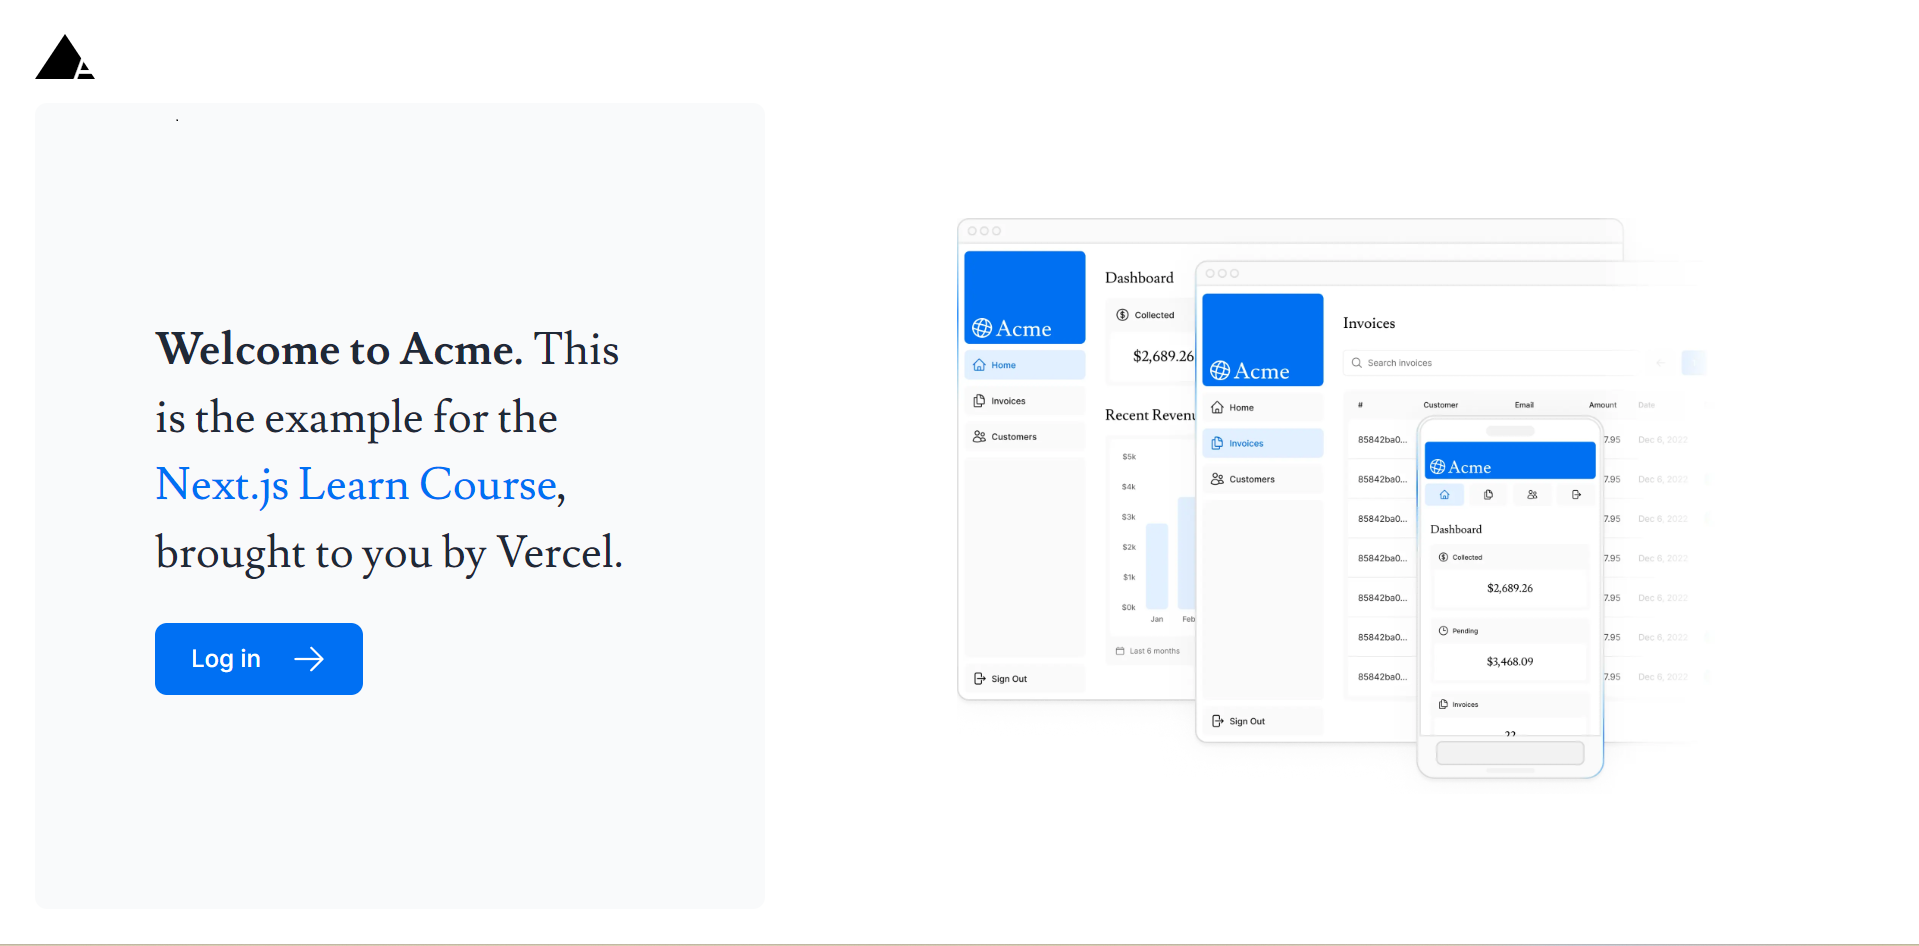 Welcome to Acme. This
is the example for the
Next.js Learn Course,
brought to you by Vercel.
Log in
Acme
Home
Invoices
Customers
Sign Out
Dashboard
Collected
$2,689.26
Recent
$5k
$4k
$3k
$2k
$1k
$0k
Jan
Feb
Last 6 months
Acme
Home
Invoices
Customers
Sign Out
Invoices
Search invoices
# Customer Email Amount Date
85842ba0... 7.95 Dec 6, 2022
85842ba0... 7.95 Dec 6, 2022
85842ba0... 7.95 Dec 6, 2022
85842ba0... 7.95 Dec 6, 2022
85842ba0... 7.95 Dec 6, 2022
85842ba0... 7.95 Dec 6, 2022
85842ba0... 7.95 Dec 6, 2022
Acme
Dashboard
Collected
$2,689.26
Pending
$3,468.09
Invoices
22